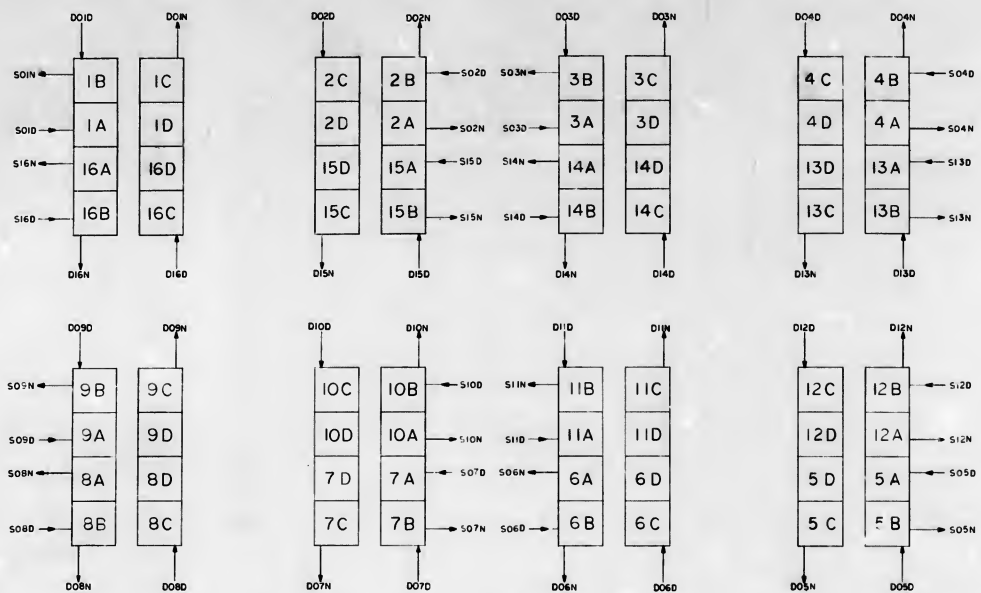 D01D D01N D02D D02N D03D D03N D04D D04N
S01N 1B 1C 2C 2B S02D S03N 3B 3C 4C 4B S04D
S01D 1A 1D 2D 2A S02N S03D 3A 3D 4D 4A S04N
S16N 16A 16D 15D 15A S15D S14N 14A 14D 13D 13A S13D
S16D 16B 16C 15C 15B S15N S14D 14B 14C 13C 13B S13N
D16N D16D D15N D15D D14N D14D D13N D13D
D09D D09N D10D D10N D11D D11N D12D D12N
S09N 9B 9C 10C 10B S10D S11N 11B 11C 12C 12B S12D
S09D 9A 9D 10D 10A S10N S11D 11A 11D 12D 12A S12N
S08N 8A 8D 7D 7A S07D S06N 6A 6D 5D 5A S05D
S08D 8B 8C 7C 7B S07N S06D 6B 6C 5C 5B S05N
D08N D08D D07N D07D D06N D06D D05N D05D